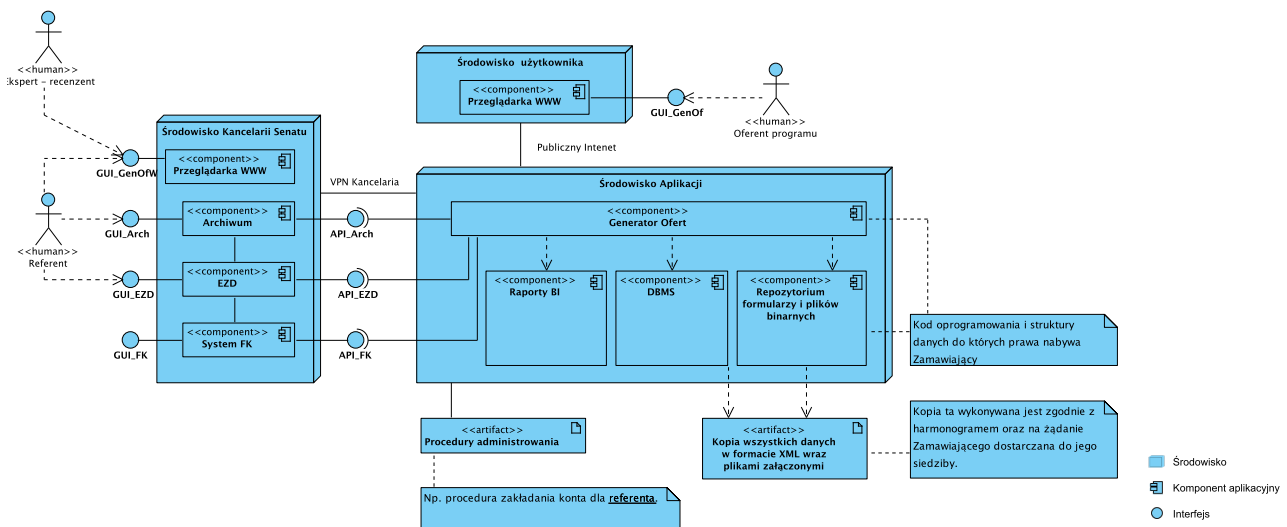 <<human>>
Ekspert – recenzent
Środowisko Kancelarii Senatu
<<component>>
Przeglądarka WWW
GUI_GenOfW
<<human>>
Referent
<<component>>
Archiwum
GUI_Arch
<<component>>
EZD
GUI_EZD
<<component>>
System FK
GUI_FK
API_Arch
API_EZD
API_FK
VPN Kancelaria
Środowisko użytkownika
<<component>>
Przeglądarka WWW
GUI_GenOf
<<human>>
Oferent programu
Publiczny Intenet
Środowisko Aplikacji
<<component>>
Generator Ofert
<<component>>
Raporty BI
<<component>>
DBMS
<<component>>
Repozytorium
formularzy i plików
binarnych
Kod oprogramowania i struktury
danych do których prawa nabywa
Zamawiający
<<artifact>>
Procedury administrowania
<<artifact>>
Kopia wszystkich danych
w formacie XML wraz
plikami załączonymi
Kopia ta wykonywana jest zgodnie z
harmonogramem oraz na żądanie
Zamawiającego dostarczana do jego
siedziby.
Np. procedura zakładania konta dla referenta.
Środowisko
Komponent aplikacyjny
Interfejs